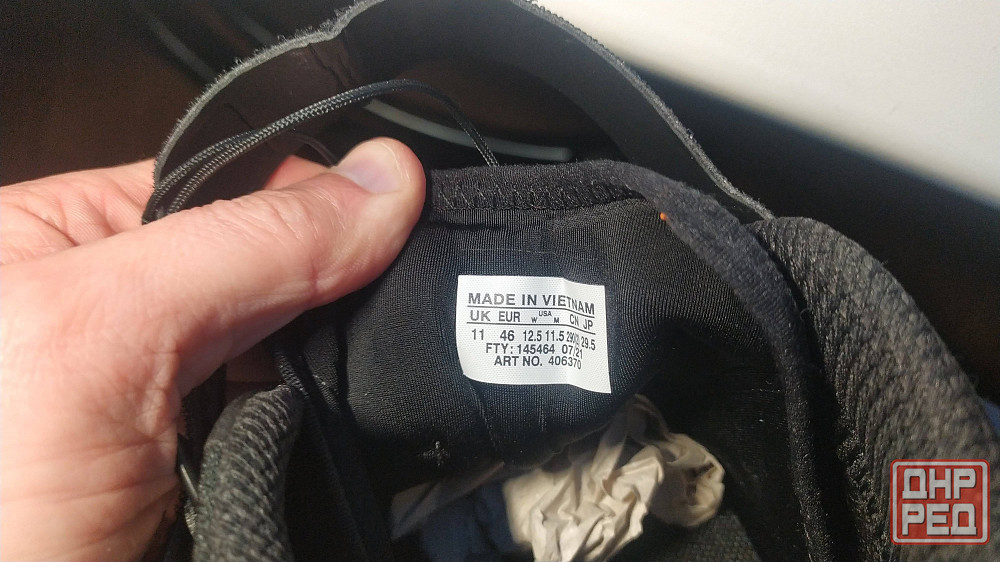 MADE IN VIETNAM
UK EUR W USA M CN JP
11 46 12.5 11.5 29.5
FTY: 145464 07/21
ART NO. 406370
ДНР
РЕД